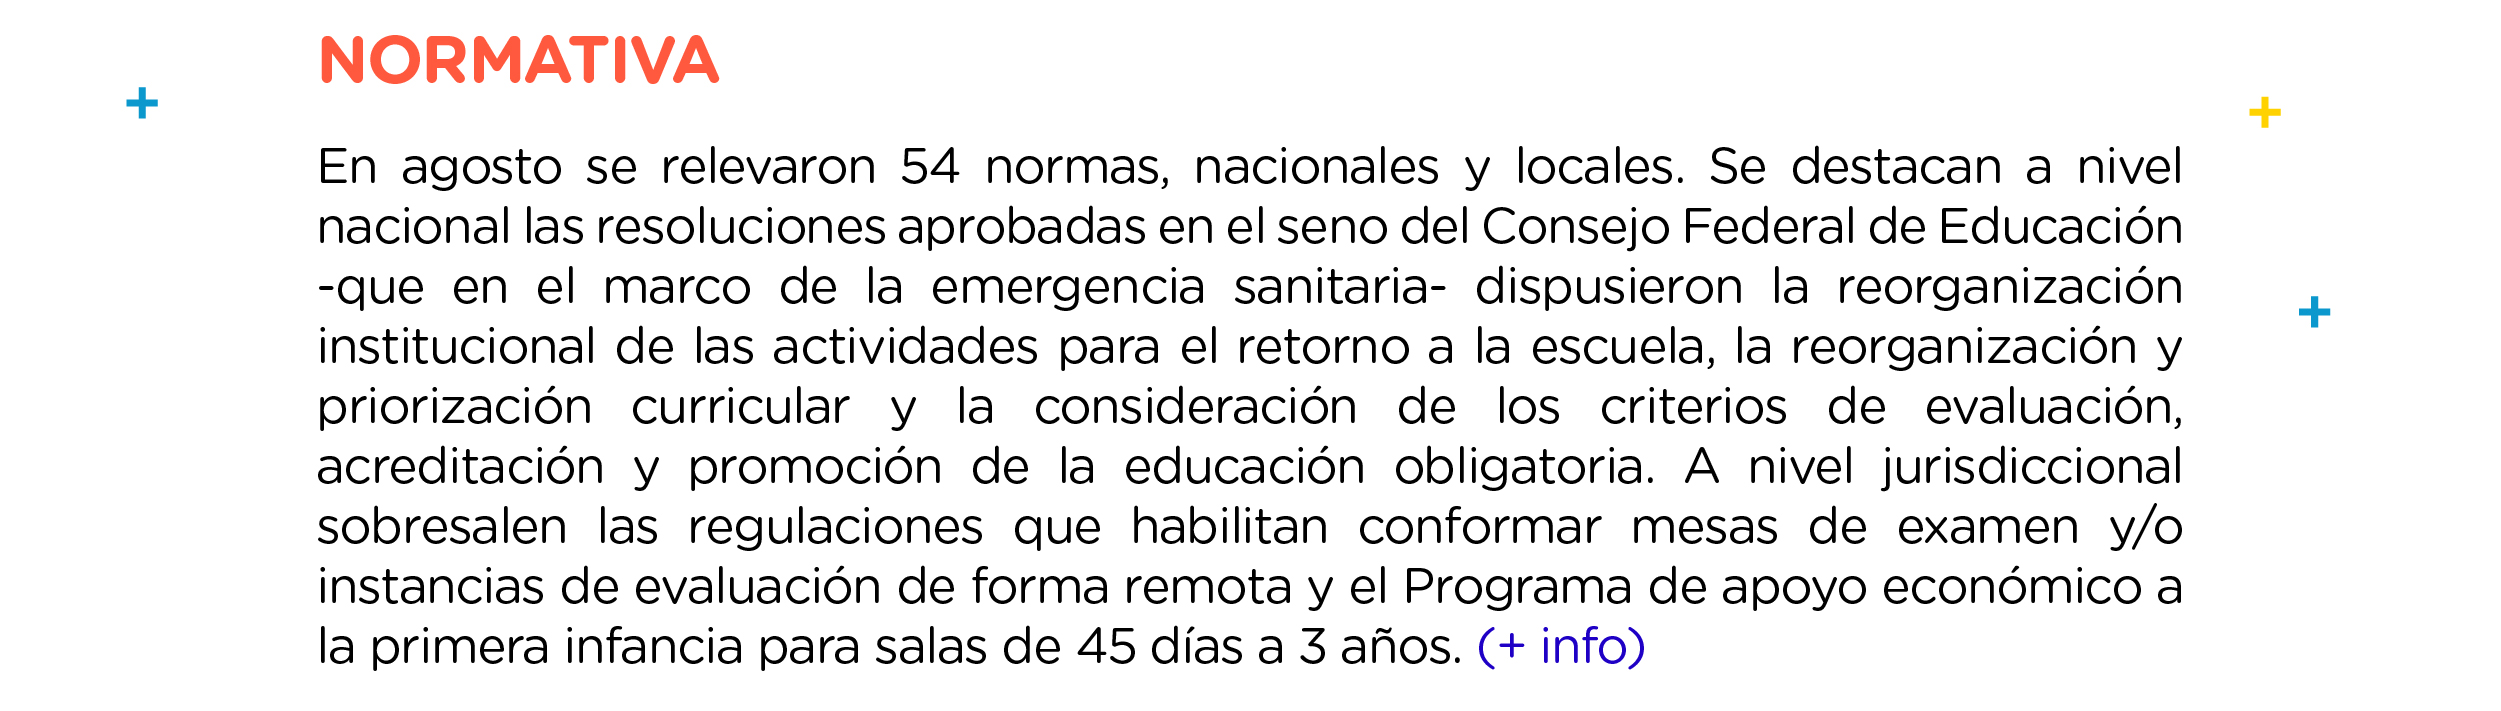 NORMATIVA
En agosto se relevaron 54 normas, nacionales y locales. Se destacan a nivel
nacional las resoluciones aprobadas en el seno del Consejo Federal de Educación
-que en el marco de la emergencia sanitaria- dispusieron la reorganización
institucional de las actividades para el retorno a la escuela, la reorganización y
priorización curricular y la consideración de los criterios de evaluación,
acreditación y promoción de la educación obligatoria. A nivel jurisdiccional
sobresalen las regulaciones que habilitan conformar mesas de examen y/o
instancias de evaluación de forma remota y el Programa de apoyo económico a
la primera infancia para salas de 45 días a 3 años. (+ info)